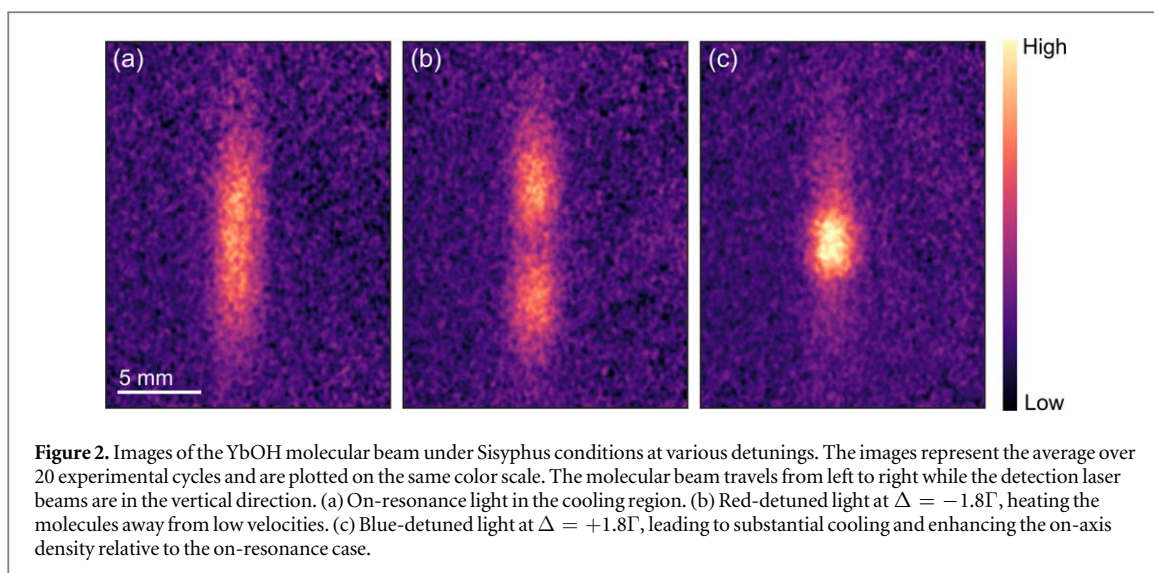 (a)
(b)
(c)
High
5 mm
Low
Figure 2. Images of the YbOH molecular beam under Sisyphus conditions at various detunings. The images represent the average over
20 experimental cycles and are plotted on the same color scale. The molecular beam travels from left to right while the detection laser
beams are in the vertical direction. (a) On-resonance light in the cooling region. (b) Red-detuned light at Δ = −1.8Γ, heating the
molecules away from low velocities. (c) Blue-detuned light at Δ = +1.8Γ, leading to substantial cooling and enhancing the on-axis
density relative to the on-resonance case.